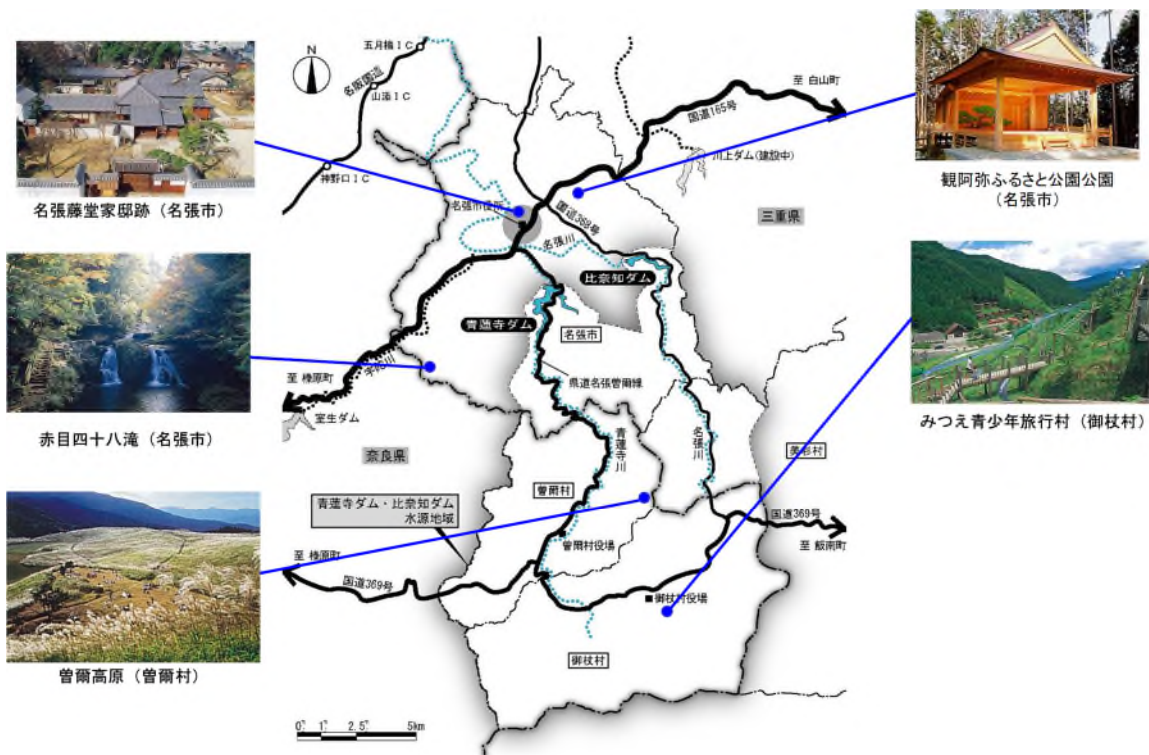 名張藤堂家邸跡（名張市）
赤目四十八滝（名張市）
曽爾高原（曽爾村）
N
五月橋ＩＣ
名阪国道
山添ＩＣ
神野口ＩＣ
至 白山町
国道165号
川上ダム(建設中)
三重県
名張市役所
国道368号
名張川
比奈知ダム
青蓮寺ダム
名張市
県道名張曽爾線
宇陀川
至 榛原町
室生ダム
奈良県
青蓮寺川
名張川
美杉村
曽爾村
青蓮寺ダム・比奈知ダム
水源地域
国道369号
至 飯南町
曽爾村役場
至 榛原町
国道369号
御杖村役場
御杖村
0 1 2.5 5km
観阿弥ふるさと公園公園
（名張市）
みつえ青少年旅行村（御杖村）